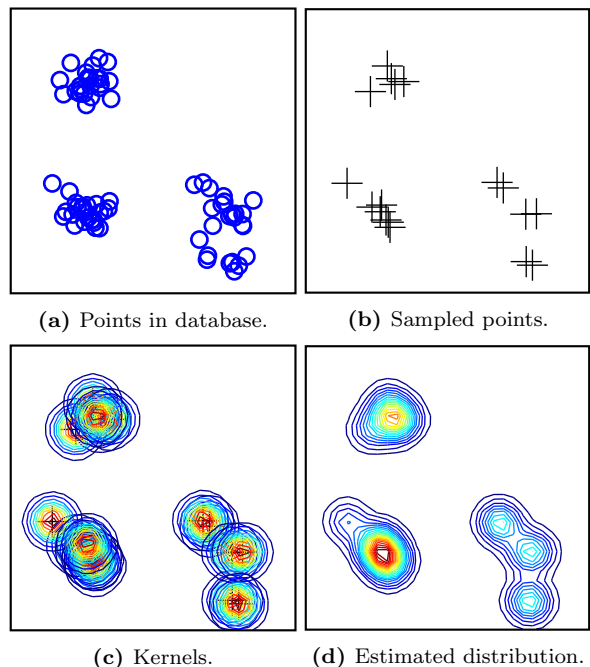 (a) Points in database.
(b) Sampled points.
(c) Kernels.
(d) Estimated distribution.